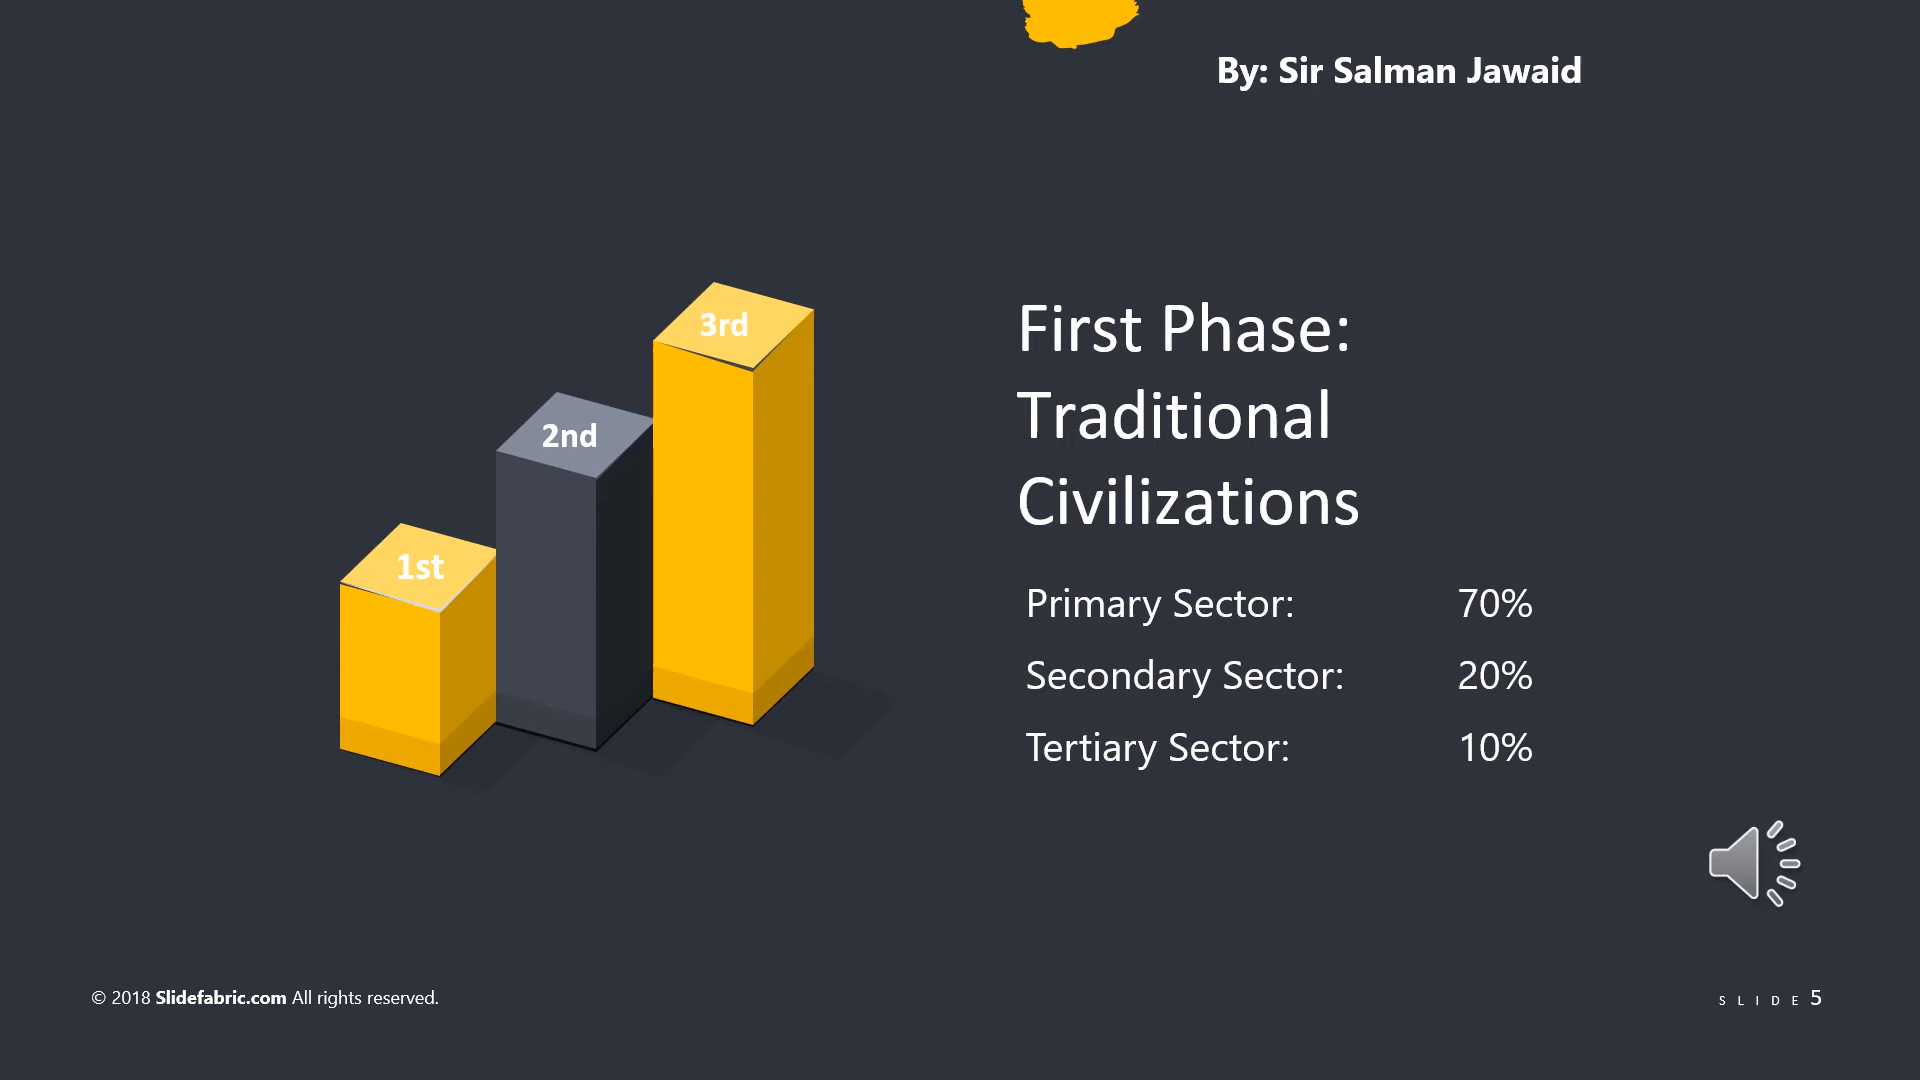 By: Sir Salman Jawaid
3rd
2nd
1st
First Phase:
Traditional
Civilizations
Primary Sector: 70%
Secondary Sector: 20%
Tertiary Sector: 10%
© 2018 Slidefabric.com All rights reserved.
SLIDE 5